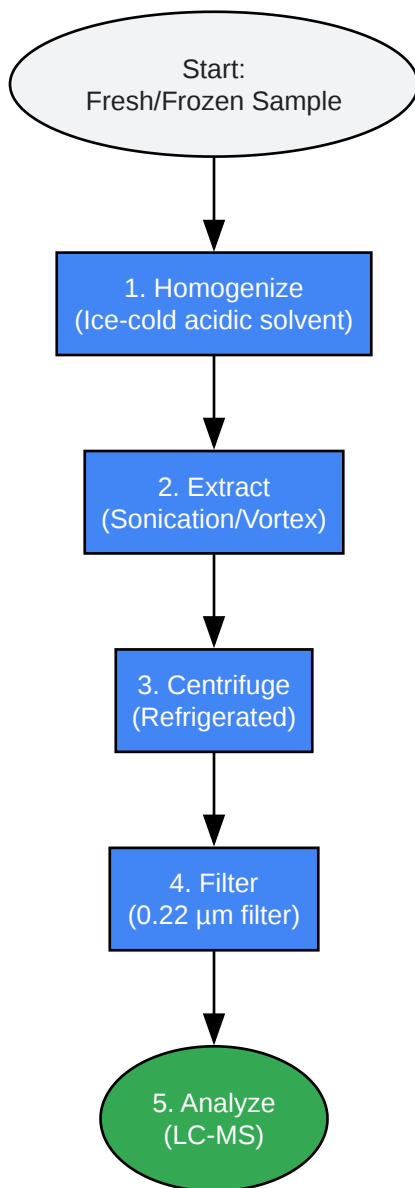 Start:
Fresh/Frozen Sample
1. Homogenize
(Ice-cold acidic solvent)
2. Extract
(Sonication/Vortex)
3. Centrifuge
(Refrigerated)
4. Filter
(0.22 µm filter)
5. Analyze
(LC-MS)